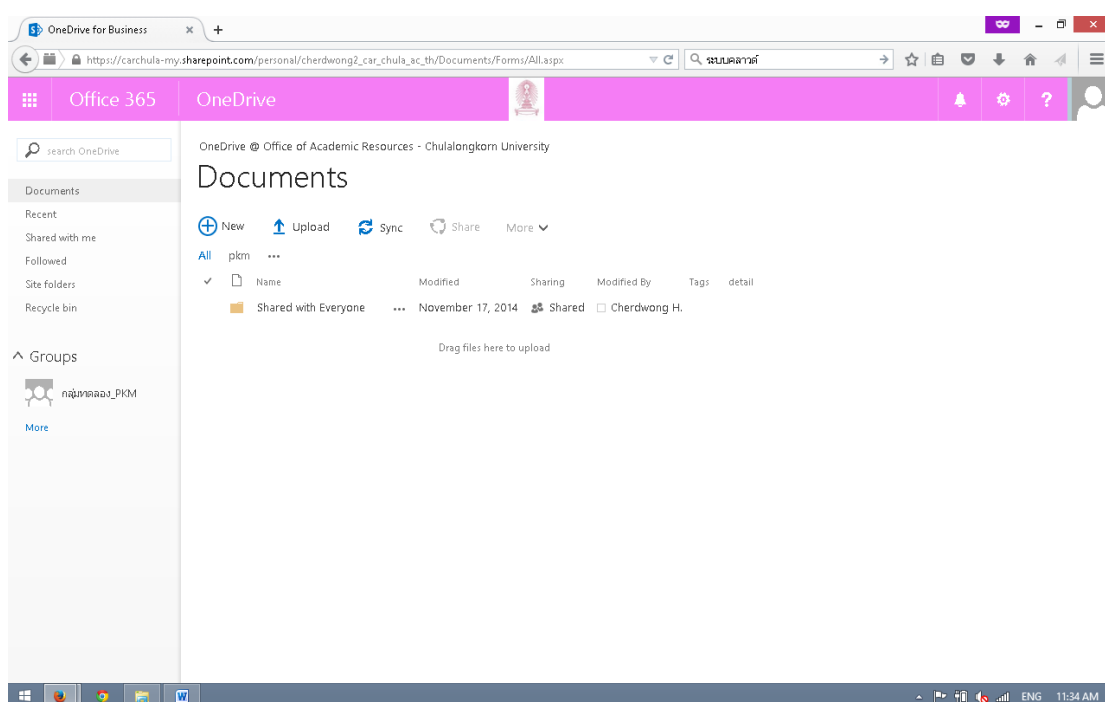 OneDrive for Business
https://carchula-my.sharepoint.com/personal/cherdwong2_car_chula_ac_th/Documents/Forms/All.aspx
ระบบคลาวด์
Office 365
OneDrive
?
search OneDrive
Documents
Recent
Shared with me
Followed
Site folders
Recycle bin
Groups
กลุ่มทดลอง_PKM
More
OneDrive @ Office of Academic Resources - Chulalongkorn University
Documents
New Upload Sync Share More
All pkm ...
Name Modified Sharing Modified By Tags detail
Shared with Everyone ... November 17, 2014 Shared Cherdwong H.
Drag files here to upload
ENG 11:34 AM